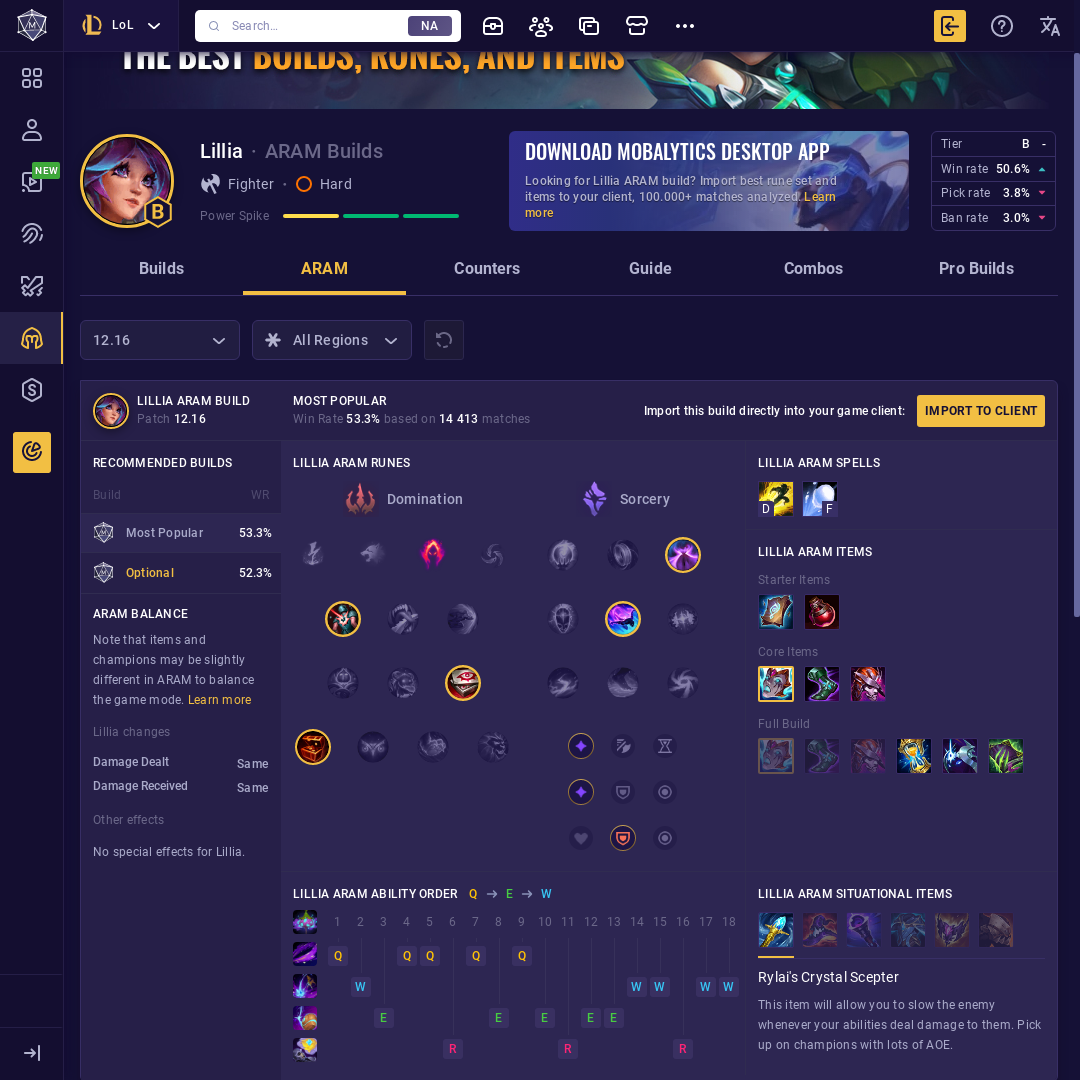 LoL
Search...
NA
THE BEST BUILDS, RUNES, AND ITEMS
NEW
Lillia · ARAM Builds
Fighter · Hard
Power Spike
B
DOWNLOAD MOBALYTICS DESKTOP APP
Looking for Lillia ARAM build? Import best rune set and
items to your client, 100.000+ matches analyzed. Learn
more
Tier B -
Win rate 50.6%
Pick rate 3.8%
Ban rate 3.0%
Builds ARAM Counters Guide Combos Pro Builds
12.16
All Regions
LILLIA ARAM BUILD
Patch 12.16
MOST POPULAR
Win Rate 53.3% based on 14 413 matches
Import this build directly into your game client:
IMPORT TO CLIENT
RECOMMENDED BUILDS
Build WR
Most Popular 53.3%
Optional 52.3%
ARAM BALANCE
Note that items and
champions may be slightly
different in ARAM to balance
the game mode. Learn more
Lillia changes
Damage Dealt Same
Damage Received Same
Other effects
No special effects for Lillia.
LILLIA ARAM RUNES
Domination
Sorcery
LILLIA ARAM SPELLS
D F
LILLIA ARAM ITEMS
Starter Items
Core Items
Full Build
LILLIA ARAM ABILITY ORDER Q E W
1 2 3 4 5 6 7 8 9 10 11 12 13 14 15 16 17 18
Q Q Q Q Q
W W W W W
E E E E E
R R R
LILLIA ARAM SITUATIONAL ITEMS
Rylai's Crystal Scepter
This item will allow you to slow the enemy
whenever your abilities deal damage to them. Pick
up on champions with lots of AOE.